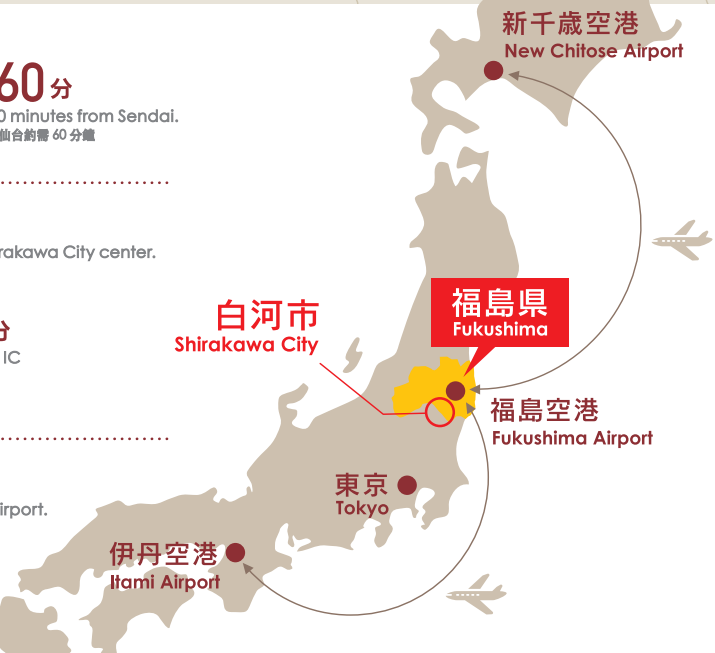 60分
0 minutes from Sendai.
仙台約需 60 分鐘
rakawa City center.
分
IC
irport.
新千歳空港
New Chitose Airport
白河市
Shirakawa City
福島県
Fukushima
福島空港
Fukushima Airport
東京
Tokyo
伊丹空港
Itami Airport